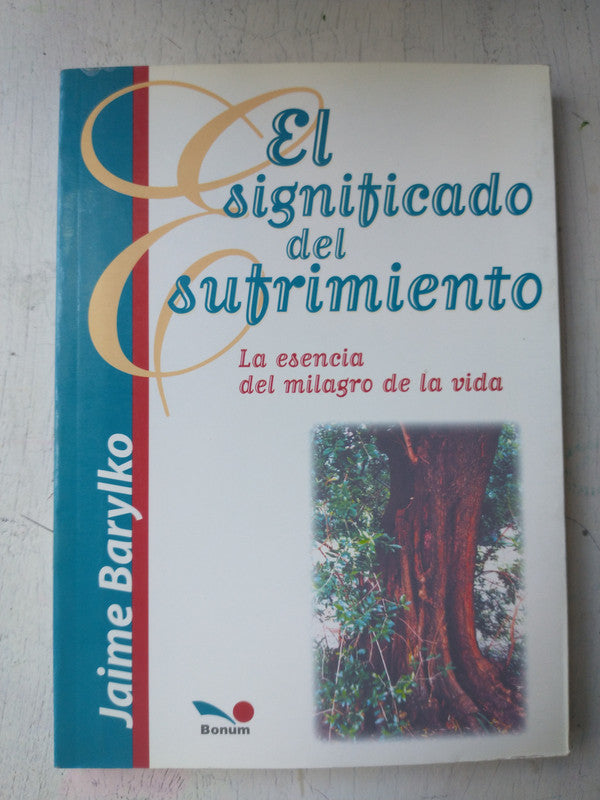 El
significado
del
sufrimiento
La esencia
del milagro de la vida
Jaime Barylko
Bonum